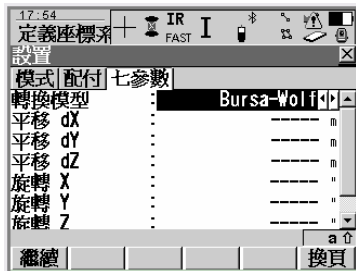 17:54
定義座標系
IR
FAST
I
設置
模式 配付 七參數
轉換模型 : Bursa-Wolf
平移 dX : ----- m
平移 dY : ----- m
平移 dZ : ----- m
旋轉 X : ----- "
旋轉 Y : ----- "
旋轉 Z : ----- "
a
繼續 換頁